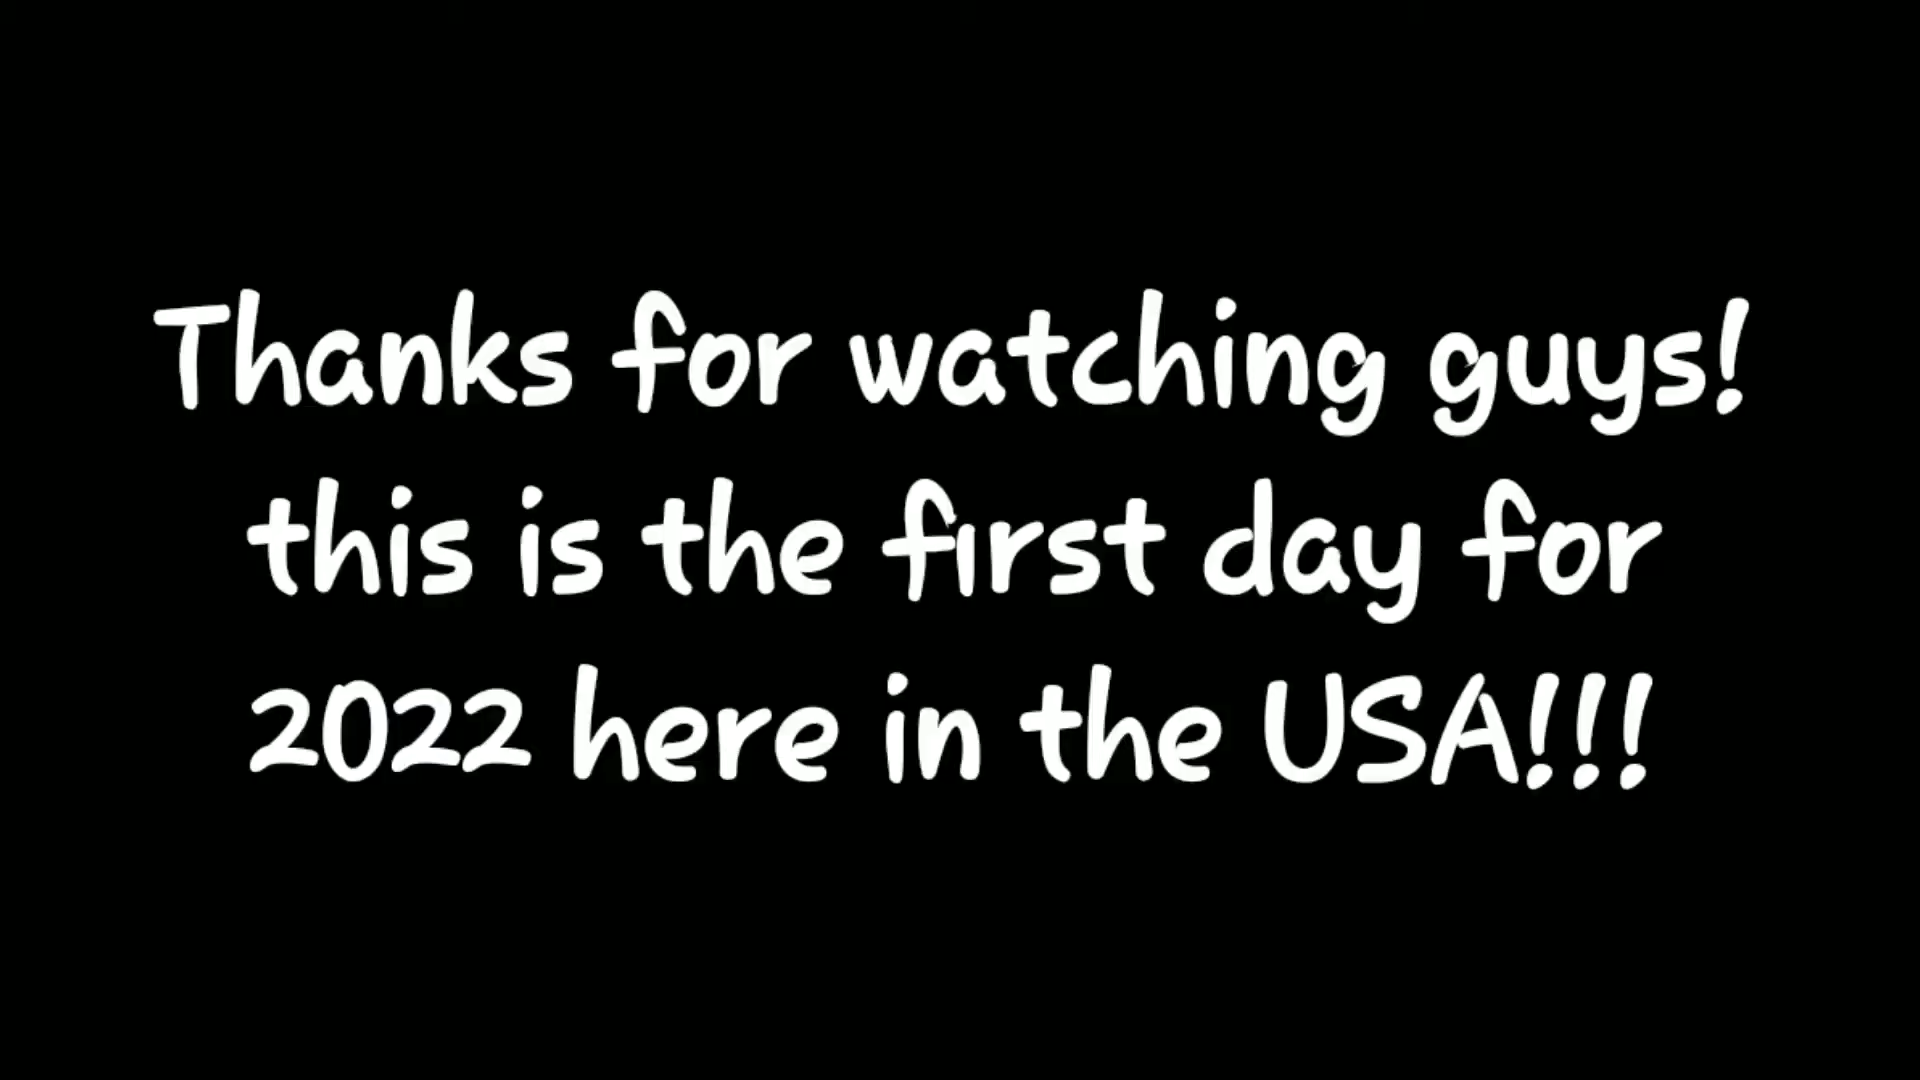 Thanks for watching guys!
this is the first day for
2022 here in the USA!!!